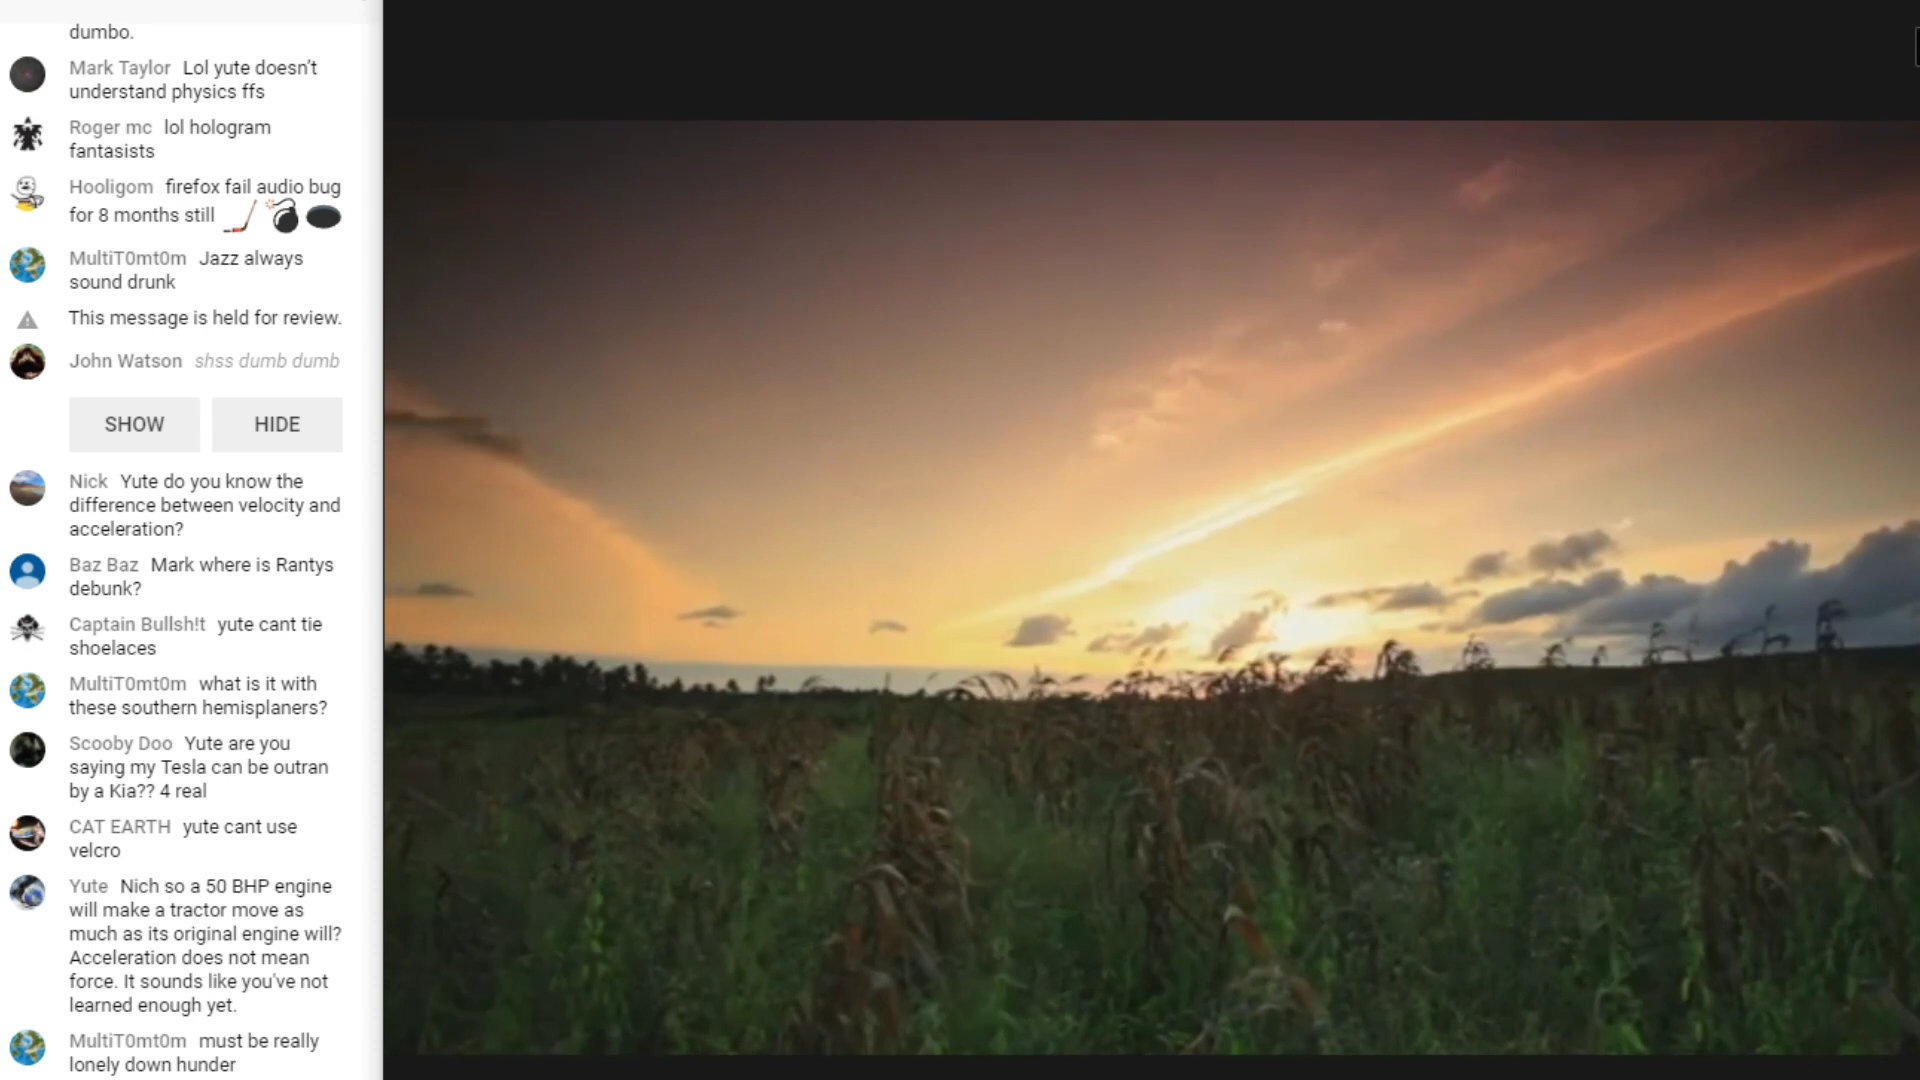 dumbo.
Mark Taylor Lol yute doesn't
understand physics ffs
Roger mc lol hologram
fantasists
Hooligom firefox fail audio bug
for 8 months still
MultiT0mt0m Jazz always
sound drunk
This message is held for review.
John Watson shss dumb dumb
SHOW HIDE
Nick Yute do you know the
difference between velocity and
acceleration?
Baz Baz Mark where is Rantys
debunk?
Captain Bullsh!t yute cant tie
shoelaces
MultiT0mt0m what is it with
these southern hemisplaners?
Scooby Doo Yute are you
saying my Tesla can be outran
by a Kia?? 4 real
CAT EARTH yute cant use
velcro
Yute Nich so a 50 BHP engine
will make a tractor move as
much as its original engine will?
Acceleration does not mean
force. It sounds like you've not
learned enough yet.
MultiT0mt0m must be really
lonely down hunder